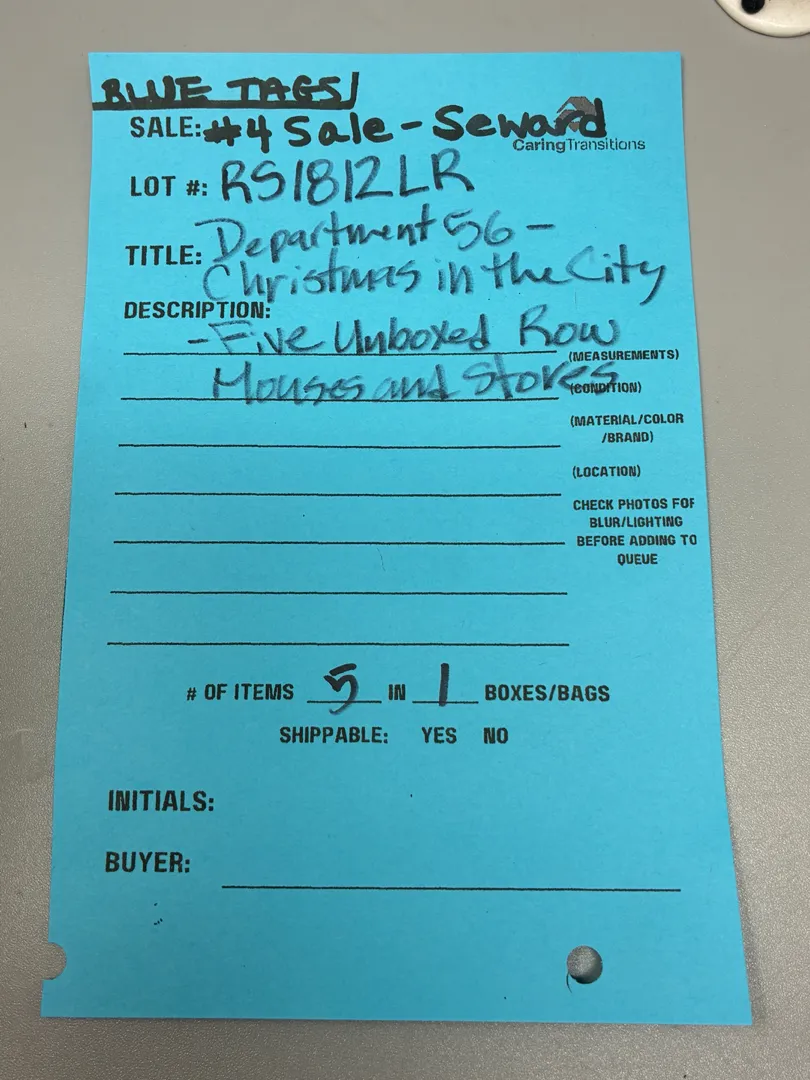 BLUE TAGS
SALE: #4 Sale - Seward
CaringTransitions
LOT #: RS1812LR
TITLE: Department 56 -
Christmas in the City
DESCRIPTION:
- Five Unboxed Row
(MEASUREMENTS)
Houses and Stores
(CONDITION)
(MATERIAL/COLOR
/BRAND)
(LOCATION)
CHECK PHOTOS FOR
BLUR/LIGHTING
BEFORE ADDING TO
QUEUE
# OF ITEMS 5 IN 1 BOXES/BAGS
SHIPPABLE: YES NO
INITIALS:
BUYER: